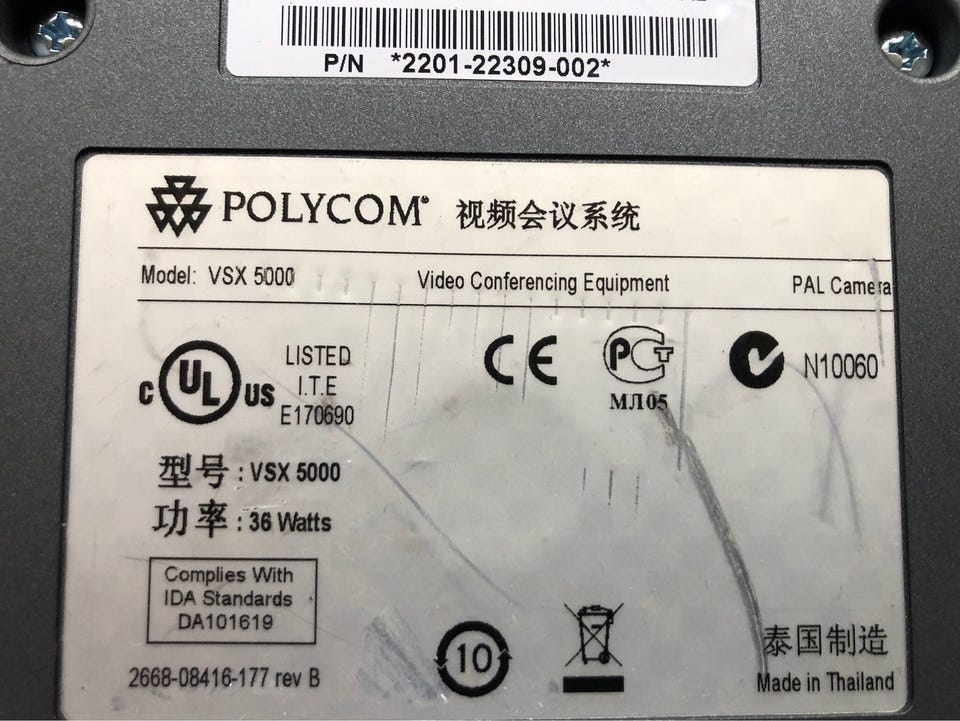 P/N *2201-22309-002*
POLYCOM® 视频会议系统
Model: VSX 5000 Video Conferencing Equipment PAL Camera
C UL US LISTED I.T.E E170690
CE
PCT
МЛ05
N10060
型号: VSX 5000
功率: 36 Watts
Complies With
IDA Standards
DA101619
2668-08416-177 rev B
10
泰国制造
Made in Thailand